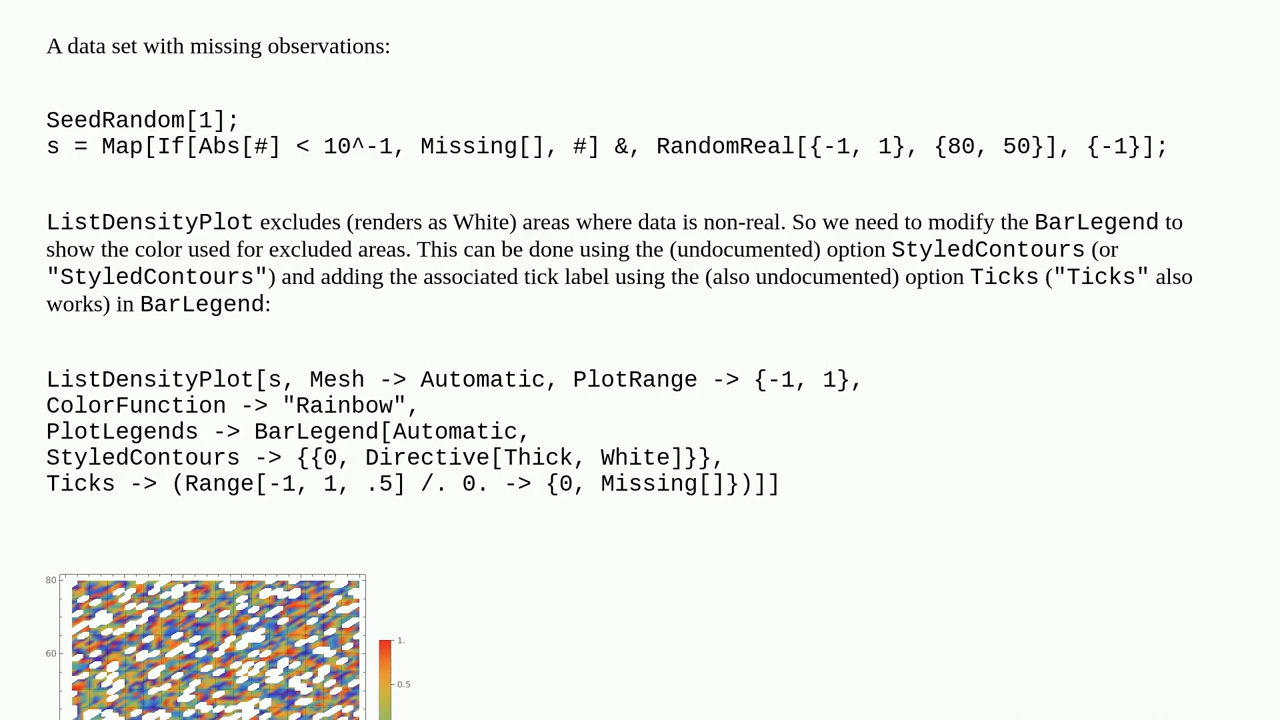 A data set with missing observations:
SeedRandom[1];
s = Map[If[Abs[#] < 10^-1, Missing[], #] &, RandomReal[{-1, 1}, {80, 50}], {-1}];
ListDensityPlot excludes (renders as White) areas where data is non-real. So we need to modify the BarLegend to
show the color used for excluded areas. This can be done using the (undocumented) option StyledContours (or
"StyledContours") and adding the associated tick label using the (also undocumented) option Ticks ("Ticks" also
works) in BarLegend:
ListDensityPlot[s, Mesh -> Automatic, PlotRange -> {-1, 1},
ColorFunction -> "Rainbow",
PlotLegends -> BarLegend[Automatic,
StyledContours -> {{0, Directive[Thick, White]}},
Ticks -> (Range[-1, 1, .5] /. 0. -> {0, Missing[]})]]
80
60
1.
0.5